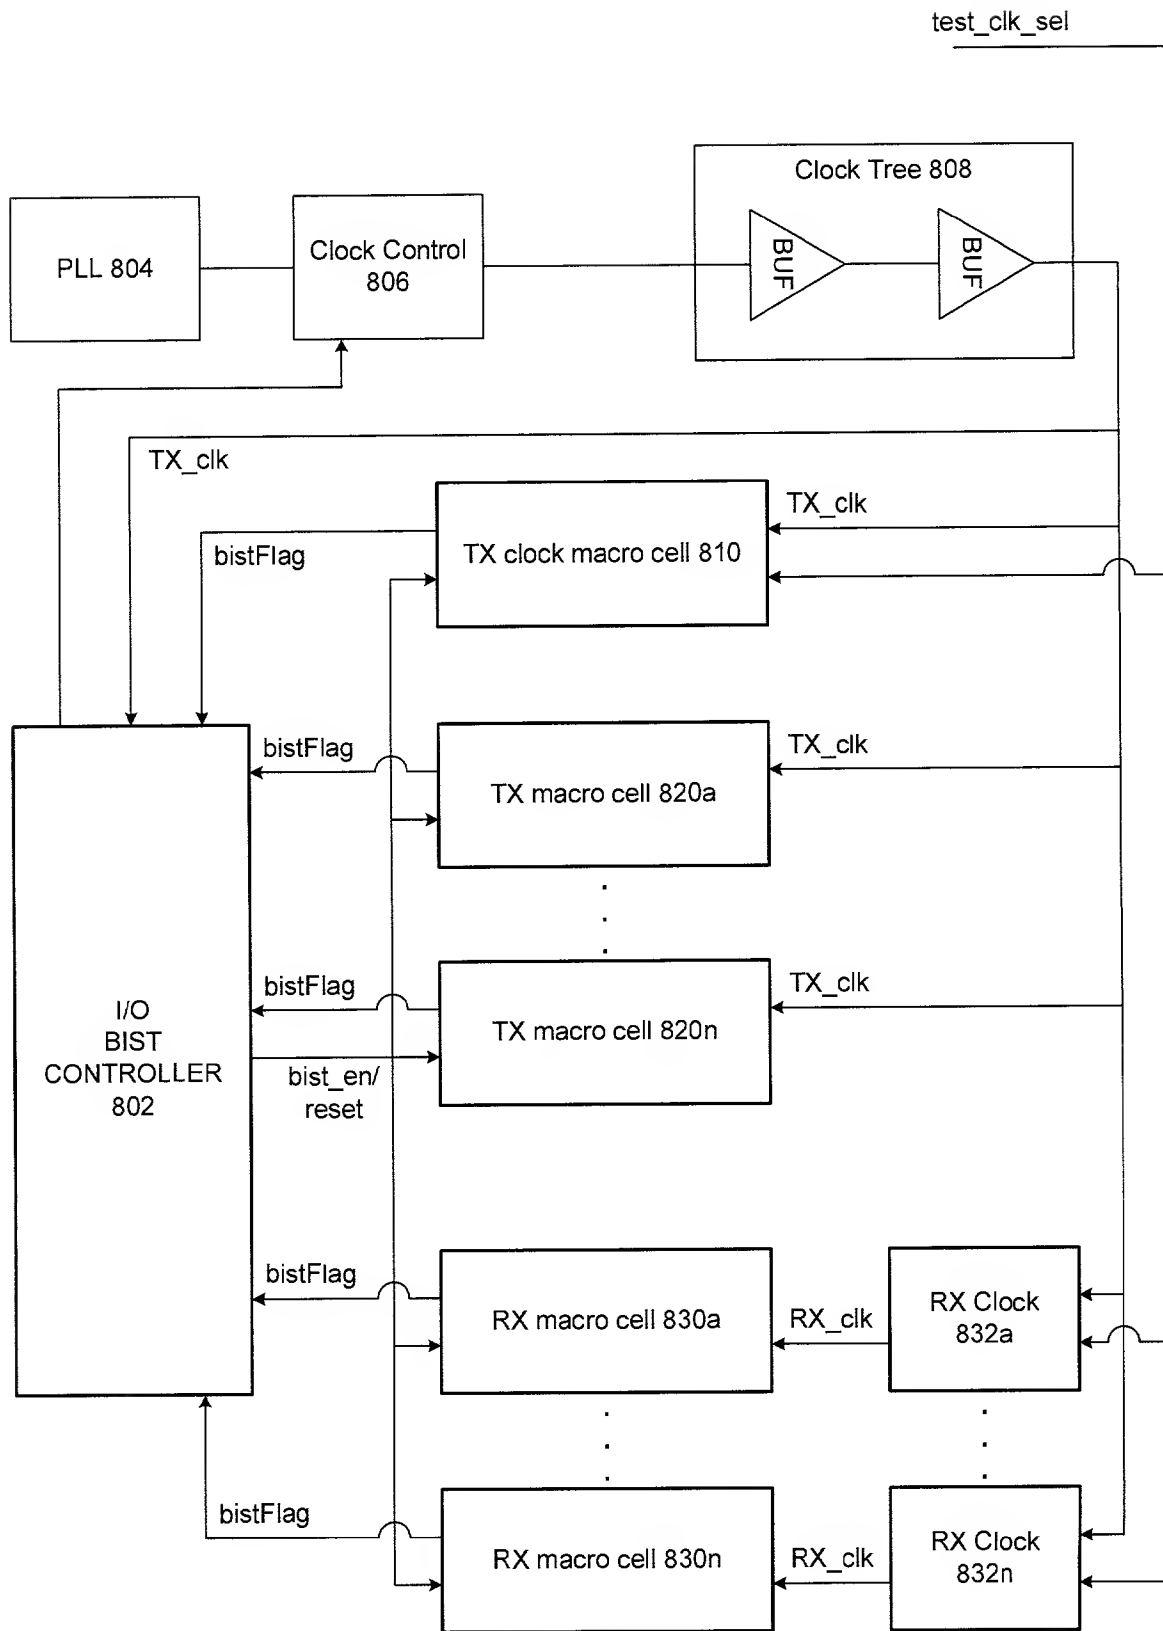 test_clk_sel
Clock Tree 808
PLL 804
Clock Control
806
BUF
BUF
TX_clk
TX_clk
bistFlag
TX clock macro cell 810
bistFlag
TX_clk
TX macro cell 820a
bistFlag
TX_clk
TX macro cell 820n
I/O
BIST
CONTROLLER
802
bist_en/
reset
bistFlag
RX macro cell 830a
RX_clk
RX Clock
832a
bistFlag
RX macro cell 830n
RX_clk
RX Clock
832n